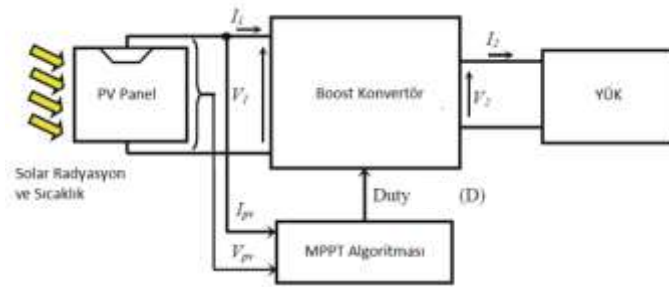 I1
I2
PV Panel
V1
Boost Konvertör
V2
YÜK
Solar Radyasyon
ve Sıcaklık
Duty (D)
Ipv
Vpv
MPPT Algoritması